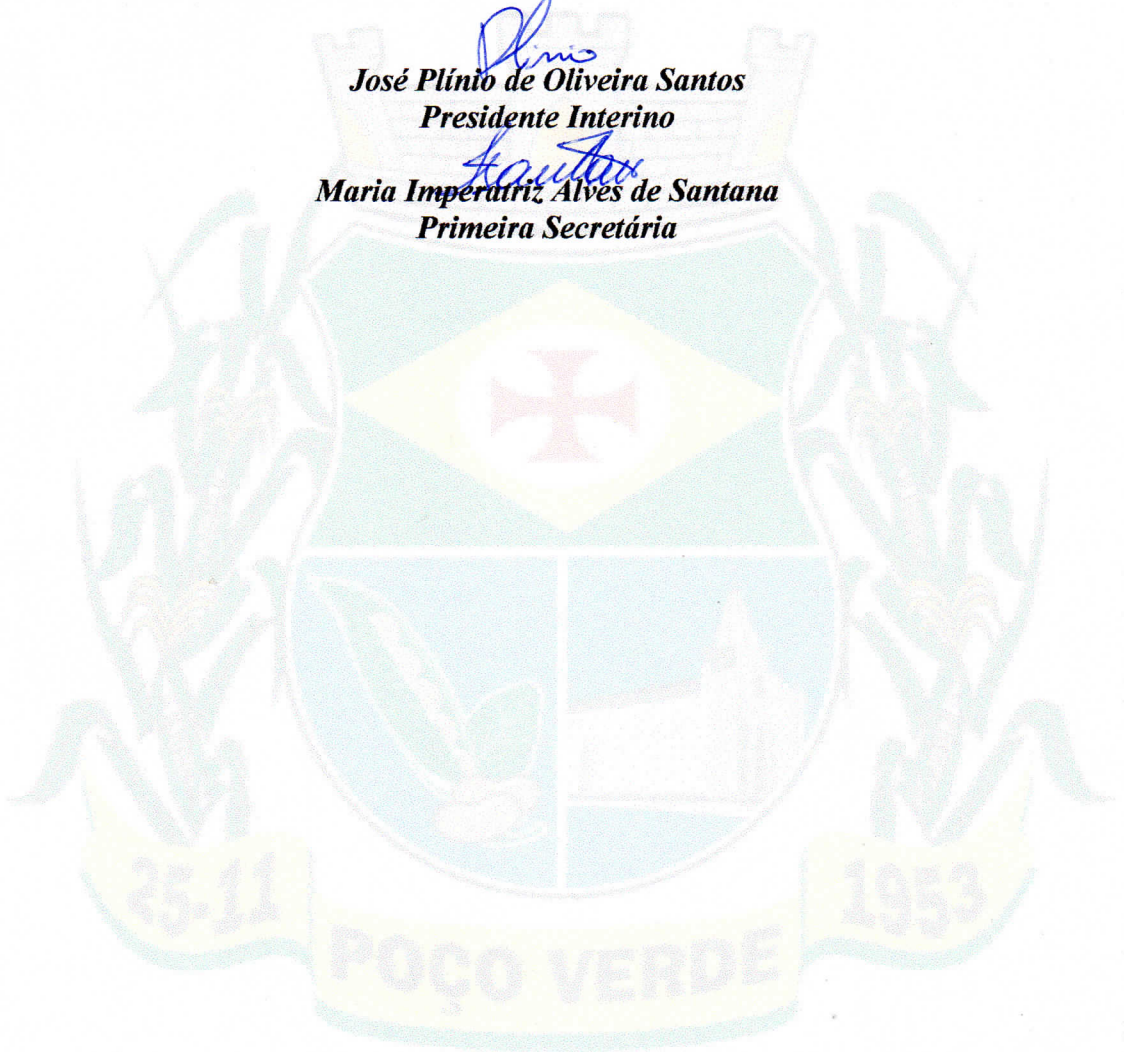 Plinio
José Plínio de Oliveira Santos
Presidente Interino
Maria Imperatriz Alves de Santana
Primeira Secretária
25-11
1953
POÇO VERDE